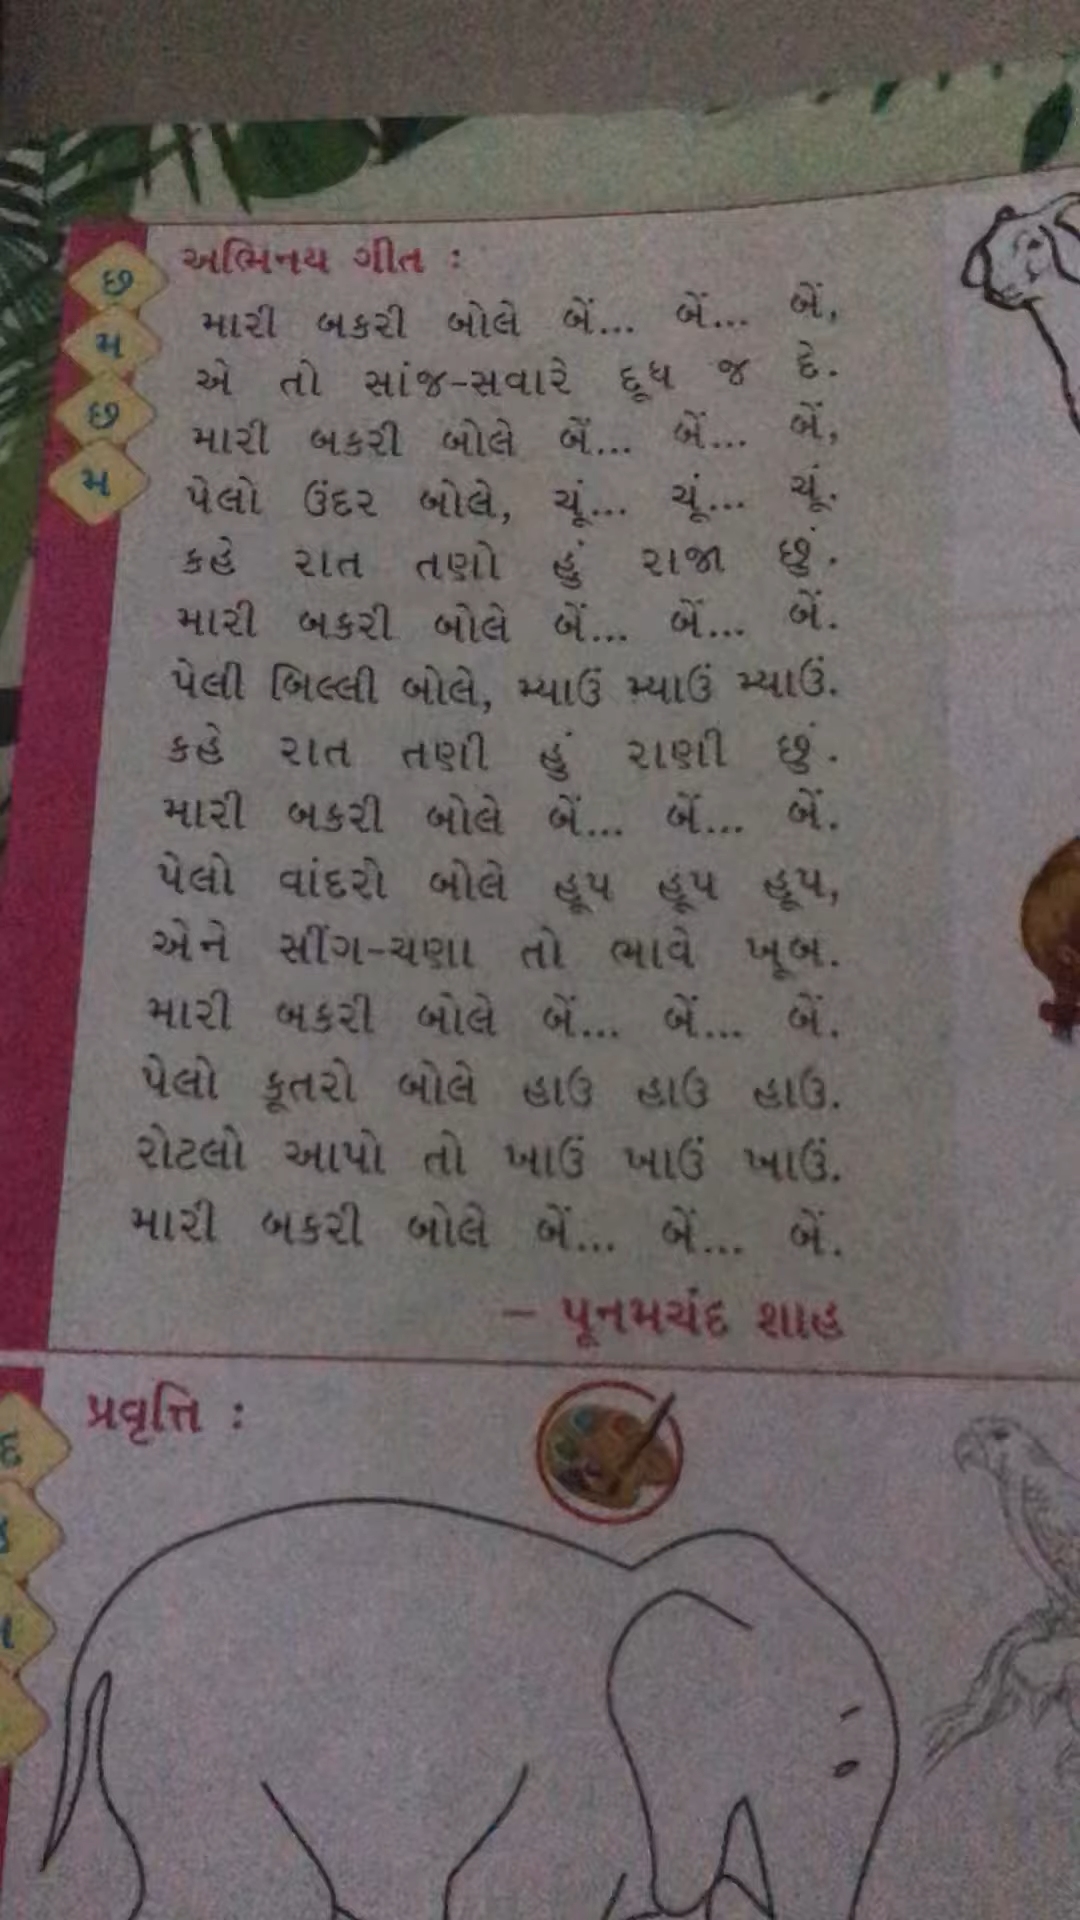 અભિનય ગીત :
મારી બકરી બોલે બેં... બેં... બેં,
એ તો સાંજ-સવારે દૂધ જ દે.
મારી બકરી બોલે બેં... બેં... બેં,
પેલો ઉંદર બોલે, ચૂં... ચૂં... ચૂં.
કહે રાત તણો હું રાજા છું.
મારી બકરી બોલે બેં... બેં... બેં.
પેલી બિલ્લી બોલે, મ્યાઉં મ્યાઉં મ્યાઉં.
કહે રાત તણી હું રાણી છું.
મારી બકરી બોલે બેં... બેં... બેં.
પેલો વાંદરો બોલે હૂપ હૂપ હૂપ,
એને સીંગ-ચણા તો ભાવે ખૂબ.
મારી બકરી બોલે બેં... બેં... બેં.
પેલો કૂતરો બોલે હાઉ હાઉ હાઉ.
રોટલો આપો તો ખાઉં ખાઉં ખાઉં.
મારી બકરી બોલે બેં... બેં... બેં.
– પૂનમચંદ શાહ
છ
મ
છ
મ
પ્રવૃત્તિ :
દ